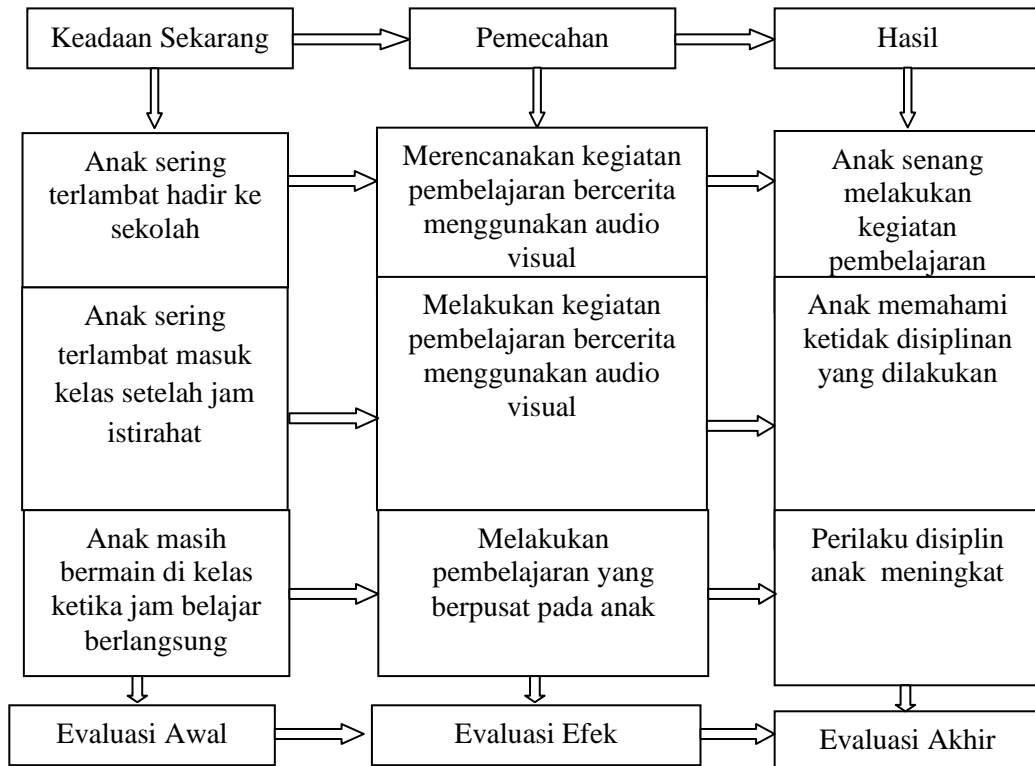 Keadaan Sekarang
Pemecahan
Hasil
Anak sering
terlambat hadir ke
sekolah
Merencanakan kegiatan
pembelajaran bercerita
menggunakan audio
visual
Anak senang
melakukan
kegiatan
pembelajaran
Anak sering
terlambat masuk
kelas setelah jam
istirahat
Melakukan kegiatan
pembelajaran bercerita
menggunakan audio
visual
Anak memahami
ketidak disiplinan
yang dilakukan
Anak masih
bermain di kelas
ketika jam belajar
berlangsung
Melakukan
pembelajaran yang
berpusat pada anak
Perilaku disiplin
anak meningkat
Evaluasi Awal
Evaluasi Efek
Evaluasi Akhir